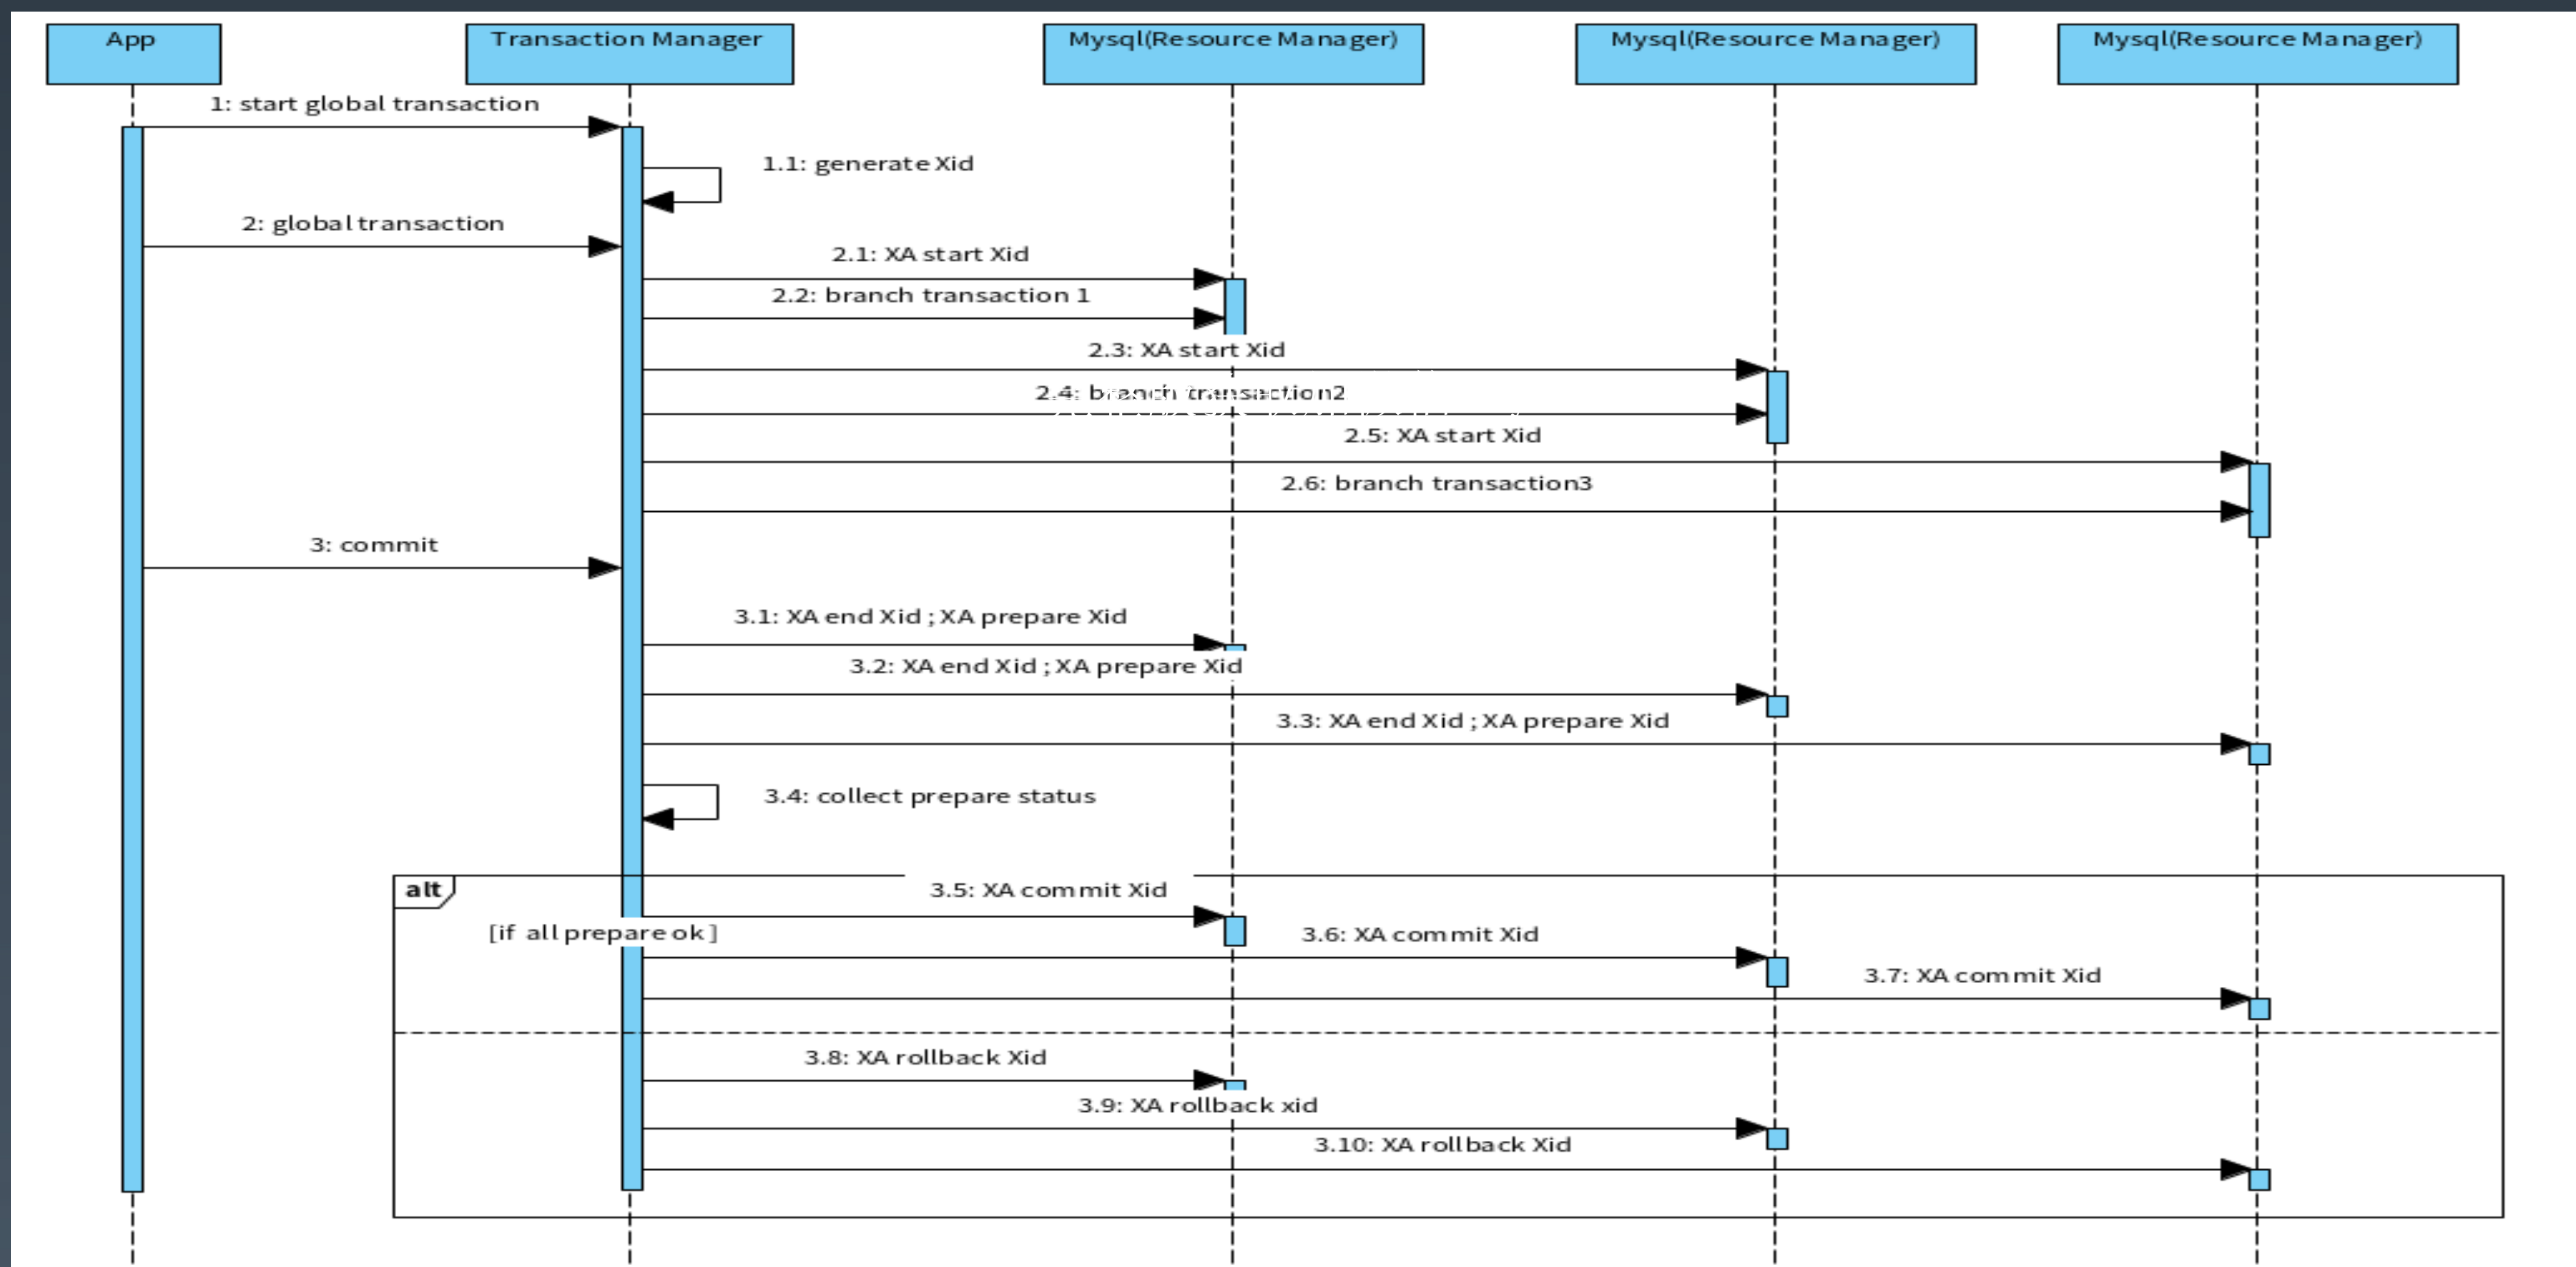 App
Transaction Manager
Mysql(Resource Manager)
Mysql(Resource Manager)
Mysql(Resource Manager)
1: start global transaction
1.1: generate Xid
2: global transaction
2.1: XA start Xid
2.2: branch transaction 1
2.3: XA start Xid
2.4: branch transaction2
2.5: XA start Xid
2.6: branch transaction3
3: commit
3.1: XA end Xid ; XA prepare Xid
3.2: XA end Xid ; XA prepare Xid
3.3: XA end Xid ; XA prepare Xid
3.4: collect prepare status
alt
3.5: XA commit Xid
[if all prepare ok]
3.6: XA commit Xid
3.7: XA commit Xid
3.8: XA rollback Xid
3.9: XA rollback xid
3.10: XA rollback Xid